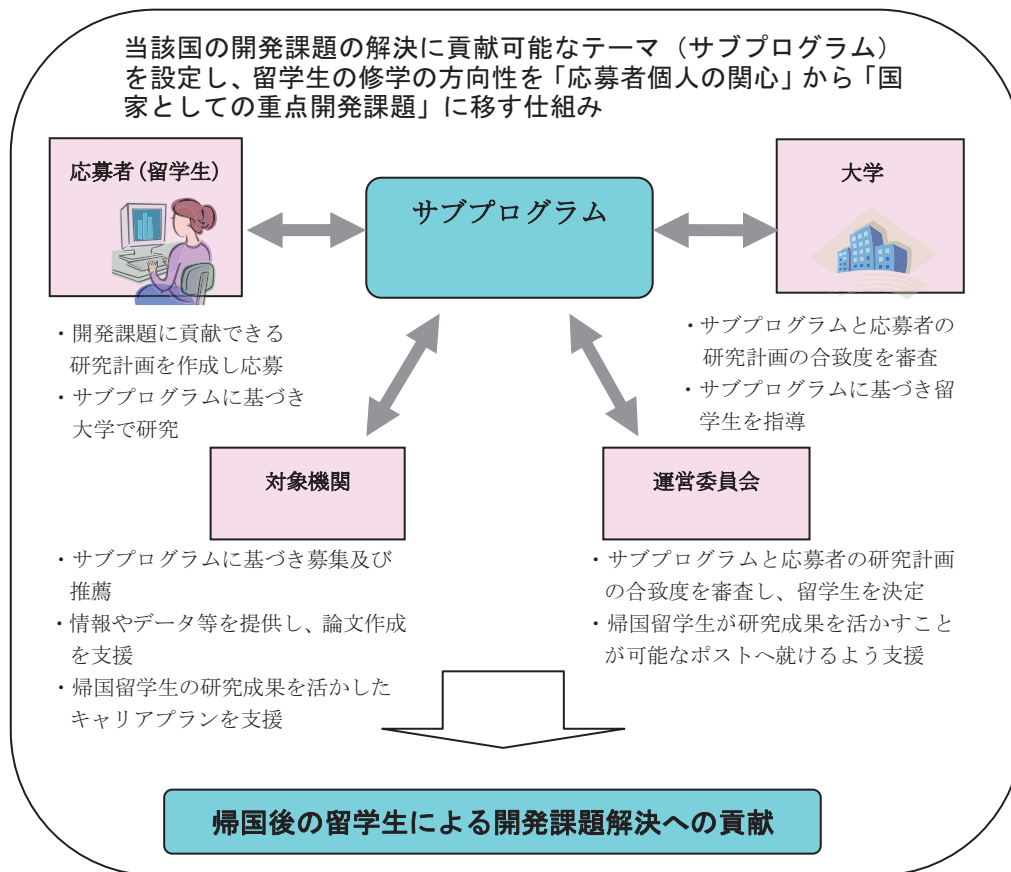 当該国の開発課題の解決に貢献可能なテーマ（サブプログラム）
を設定し、留学生の修学の方向性を「応募者個人の関心」から「国
家としての重点開発課題」に移す仕組み
応募者（留学生）
サブプログラム
大学
・開発課題に貢献できる
研究計画を作成し応募
・サブプログラムに基づき
大学で研究
・サブプログラムと応募者の
研究計画の合致度を審査
・サブプログラムに基づき留
学生を指導
対象機関
運営委員会
・サブプログラムに基づき募集及び
推薦
・情報やデータ等を提供し、論文作成
を支援
・帰国留学生の研究成果を活かした
キャリアプランを支援
・サブプログラムと応募者の研究計画
の合致度を審査し、留学生を決定
・帰国留学生が研究成果を活かすこと
が可能なポストへ就けるよう支援
帰国後の留学生による開発課題解決への貢献